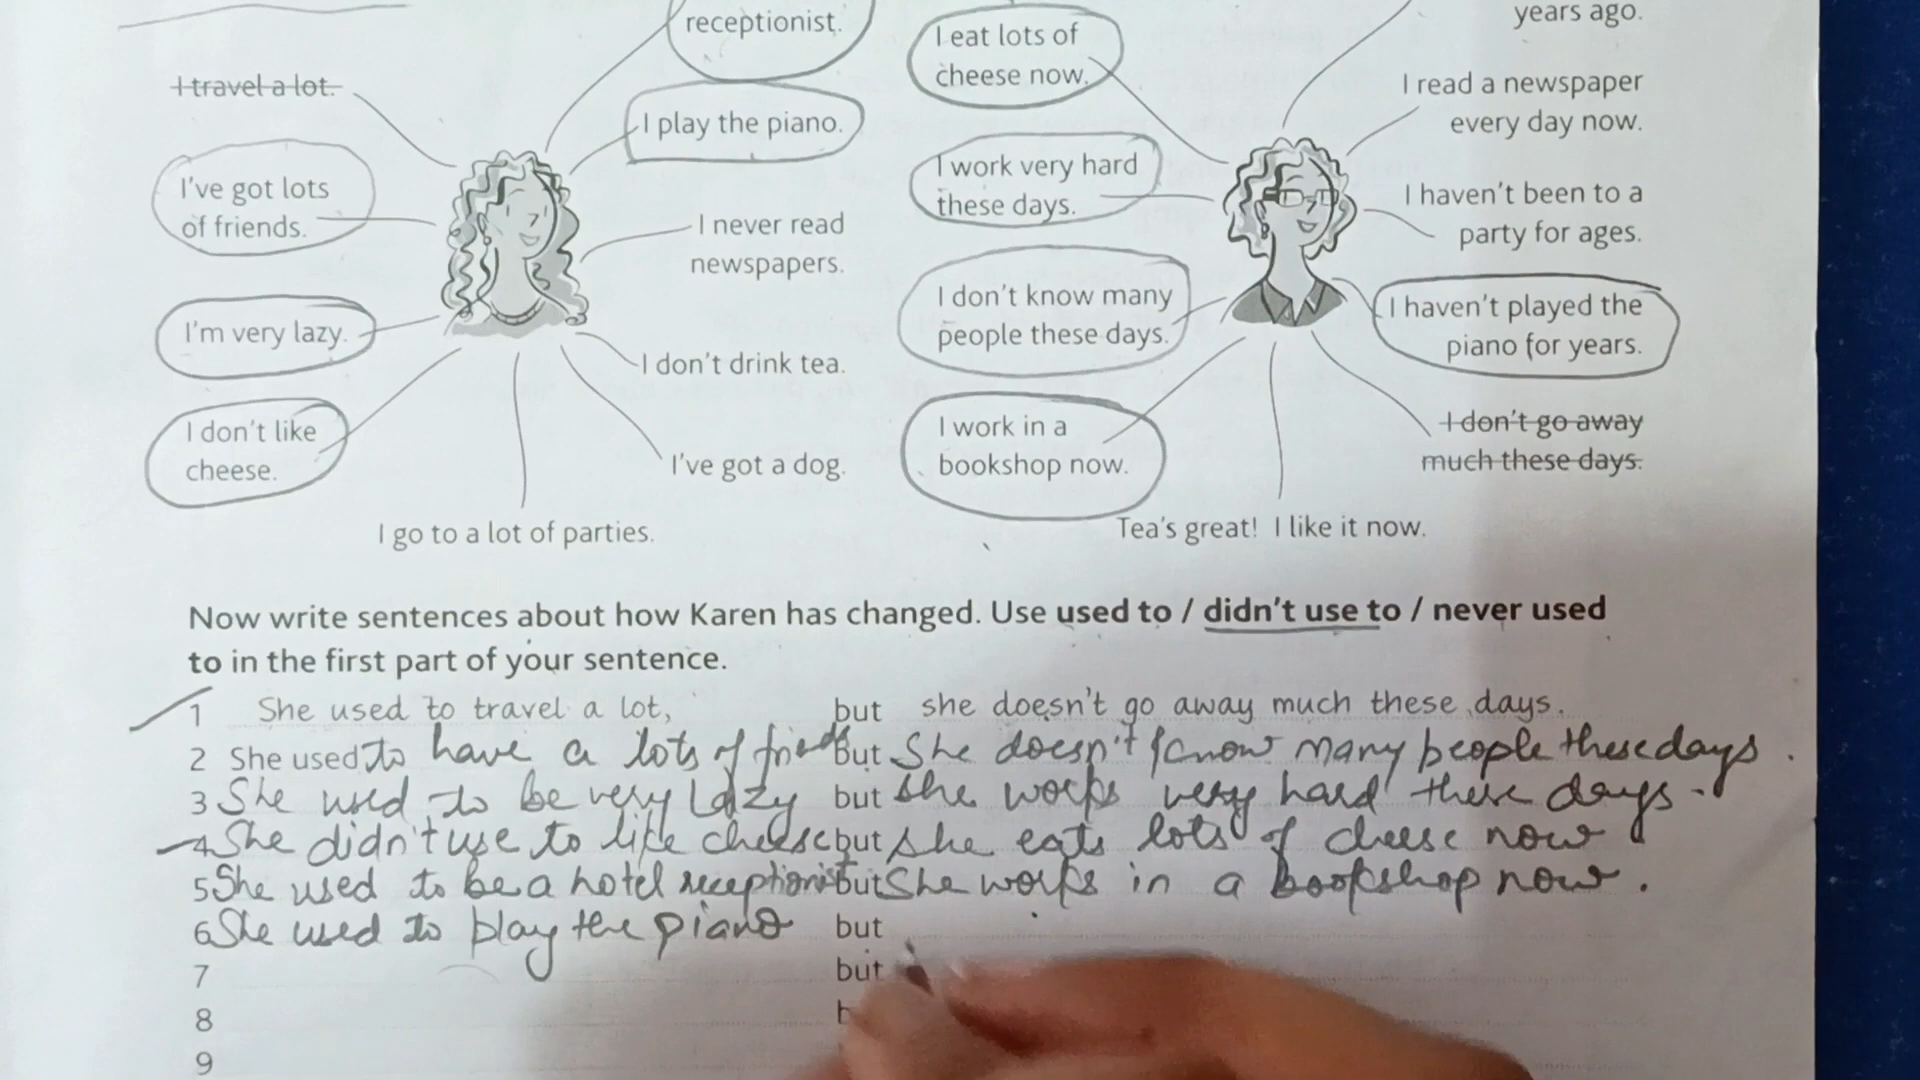 receptionist.
I eat lots of
cheese now.
years ago.
I travel a lot.
I play the piano.
I read a newspaper
every day now.
I've got lots
of friends.
I never read
newspapers.
I work very hard
these days.
I haven't been to a
party for ages.
I'm very lazy.
I don't drink tea.
I don't know many
people these days.
I haven't played the
piano for years.
I don't like
cheese.
I've got a dog.
I work in a
bookshop now.
I don't go away
much these days.
I go to a lot of parties.
Tea's great! I like it now.
Now write sentences about how Karen has changed. Use used to / didn't use to / never used
to in the first part of your sentence.
1 She used to travel a lot, but she doesn't go away much these days.
2 She used to have a lots of friends but She doesn't know many people these days.
3 She used to be very Lazy but she works very hard these days.
4 She didn't use to like cheese but she eats lots of cheese now
5 She used to be a hotel receptionist but She works in a bookshop now.
6 She used to play the piano but
7 but
8
9